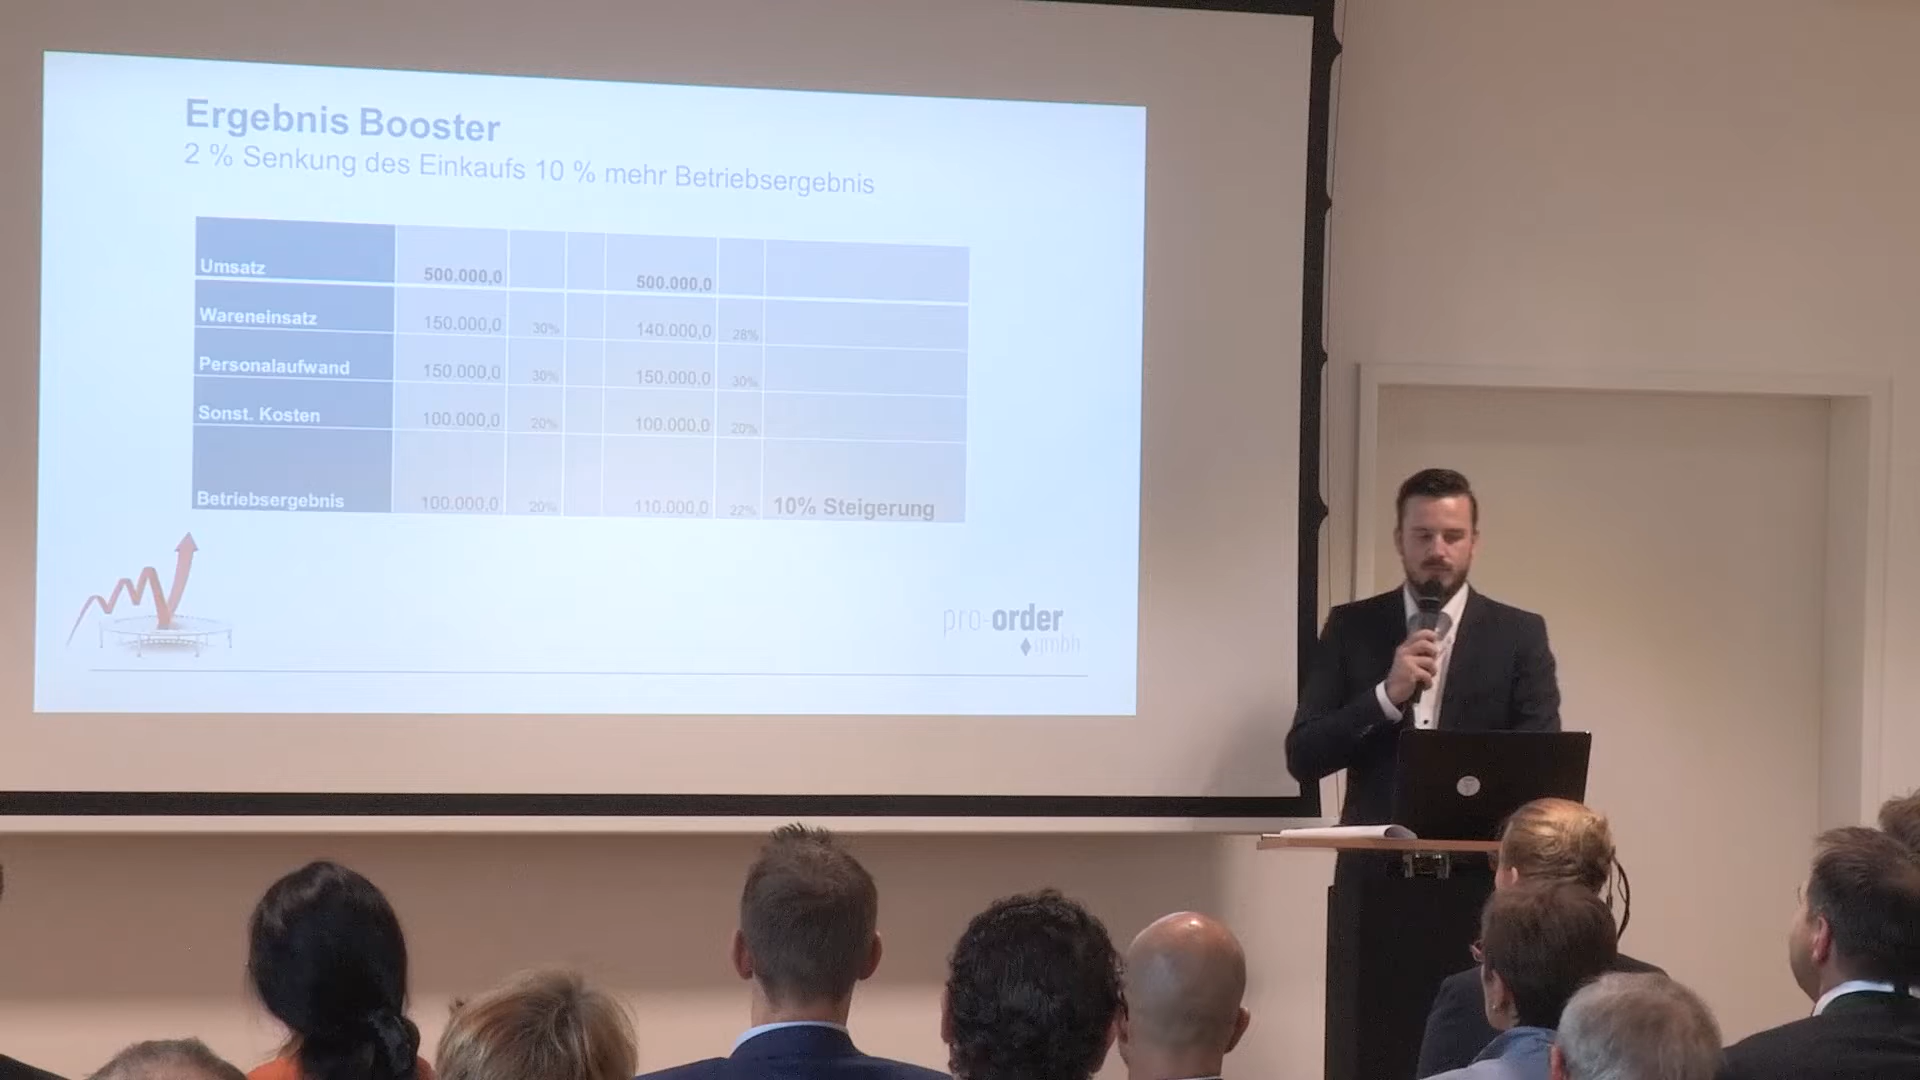 Ergebnis Booster
2 % Senkung des Einkaufs 10 % mehr Betriebsergebnis
Umsatz 500.000,0 500.000,0
Wareneinsatz 150.000,0 30% 140.000,0 28%
Personalaufwand 150.000,0 30% 150.000,0 30%
Sonst. Kosten 100.000,0 20% 100.000,0 20%
Betriebsergebnis 100.000,0 20% 110.000,0 22% 10% Steigerung
pro-order
gmbh